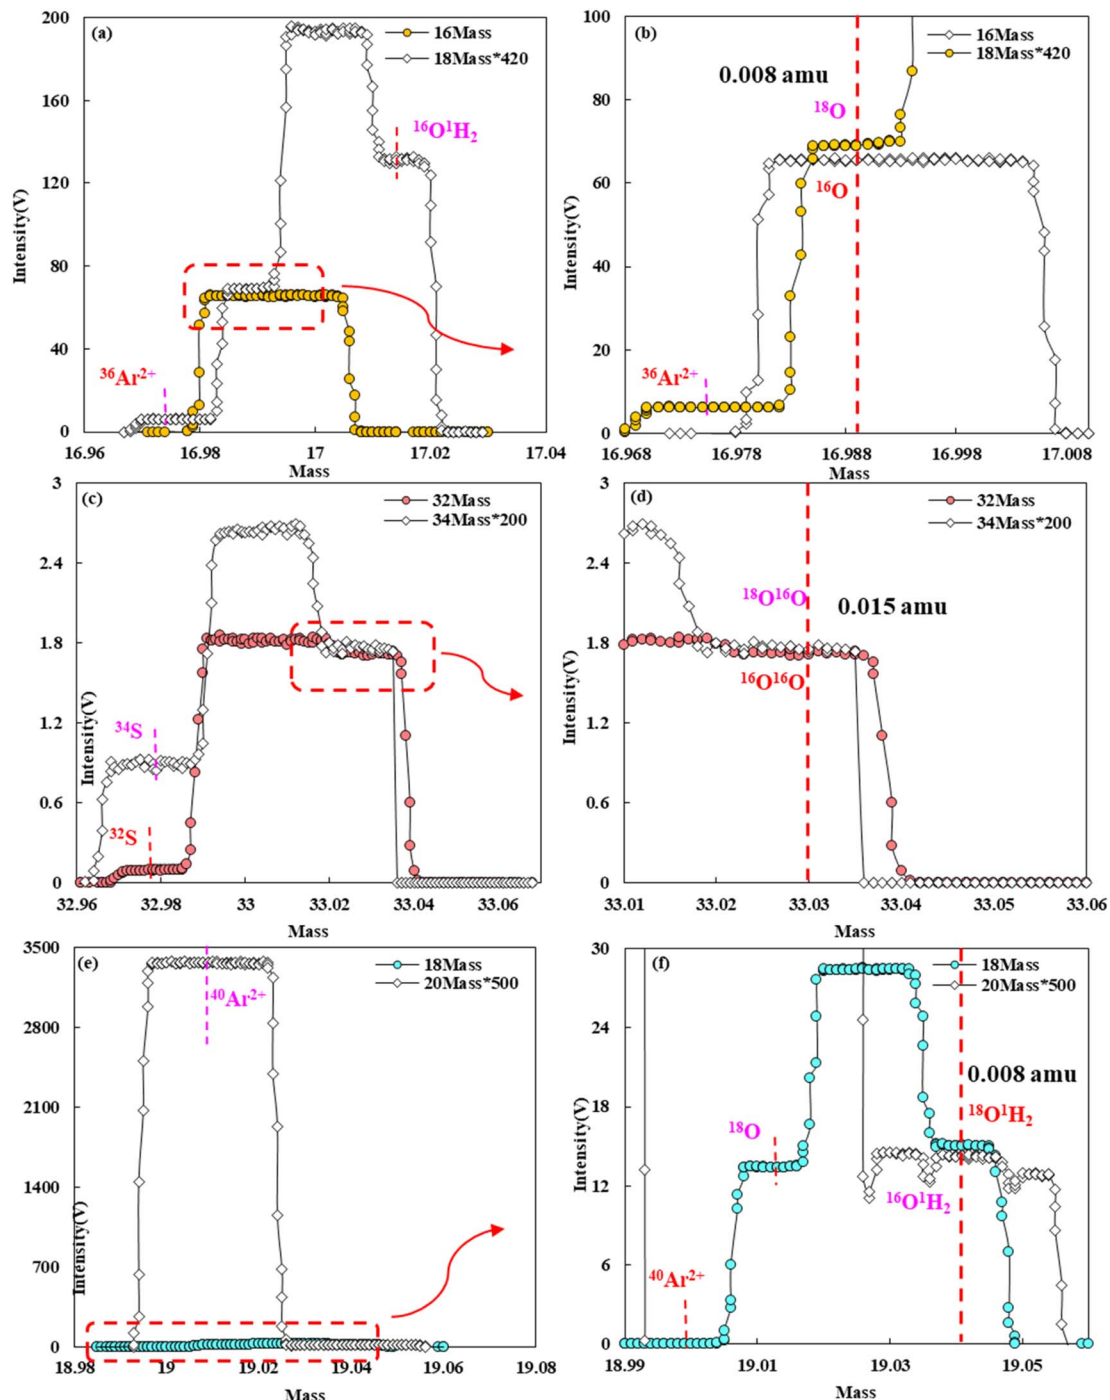 (a)
16Mass
18Mass*420
200
160
120
80
40
0
Intensity(V)
¹⁶O¹H₂
³⁶Ar²⁺
16.96
16.98
17
17.02
17.04
Mass
(b)
16Mass
18Mass*420
0.008 amu
¹⁸O
¹⁶O
³⁶Ar²⁺
100
80
60
40
20
0
Intensity(V)
16.968
16.978
16.988
16.998
17.008
Mass
(c)
32Mass
34Mass*200
3
2.4
1.8
1.2
0.6
0
Intensity(V)
³⁴S
³²S
32.96
32.98
33
33.02
33.04
33.06
Mass
(d)
32Mass
34Mass*200
¹⁸O¹⁶O
0.015 amu
¹⁶O¹⁶O
3
2.4
1.8
1.2
0.6
0
Intensity(V)
33.01
33.02
33.03
33.04
33.05
33.06
Mass
(e)
18Mass
20Mass*500
⁴⁰Ar²⁺
3500
2800
2100
1400
700
0
Intensity(V)
18.98
19
19.02
19.04
19.06
19.08
Mass
(f)
18Mass
20Mass*500
0.008 amu
¹⁸O¹H₂
¹⁸O
¹⁶O¹H₂
⁴⁰Ar²⁺
30
24
18
12
6
0
Intensity(V)
18.99
19.01
19.03
19.05
Mass